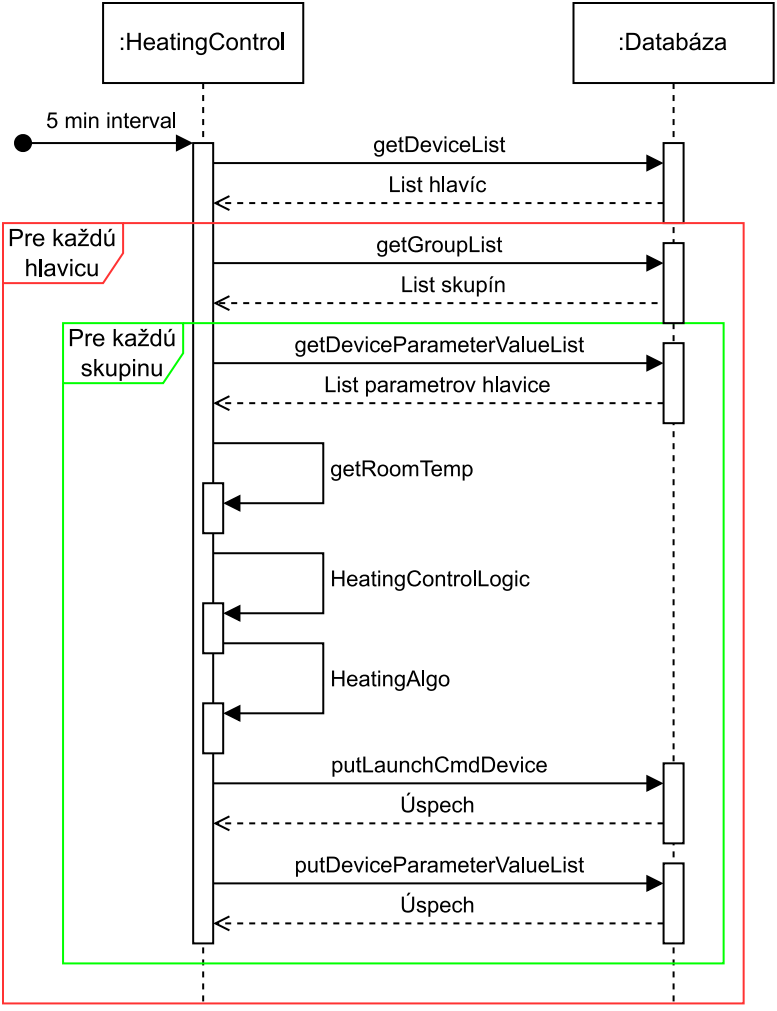 :HeatingControl
:Databáza
5 min interval
getDeviceList
List hlavíc
Pre každú
hlavicu
getGroupList
List skupín
Pre každú
skupinu
getDeviceParameterValueList
List parametrov hlavice
getRoomTemp
HeatingControlLogic
HeatingAlgo
putLaunchCmdDevice
Úspech
putDeviceParameterValueList
Úspech